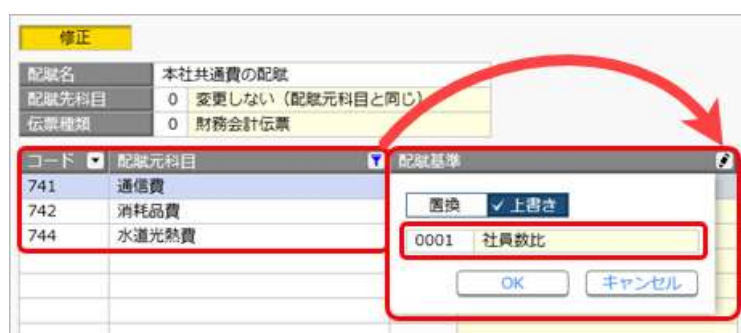 修正
配賦名 本社共通費の配賦
配賦先科目 0 変更しない（配賦元科目と同じ）
伝票種類 0 財務会計伝票
コード 配賦元科目 配賦基準
741 通信費
742 消耗品費
744 水道光熱費
置換 ✓上書き
0001 社員数比
OK キャンセル